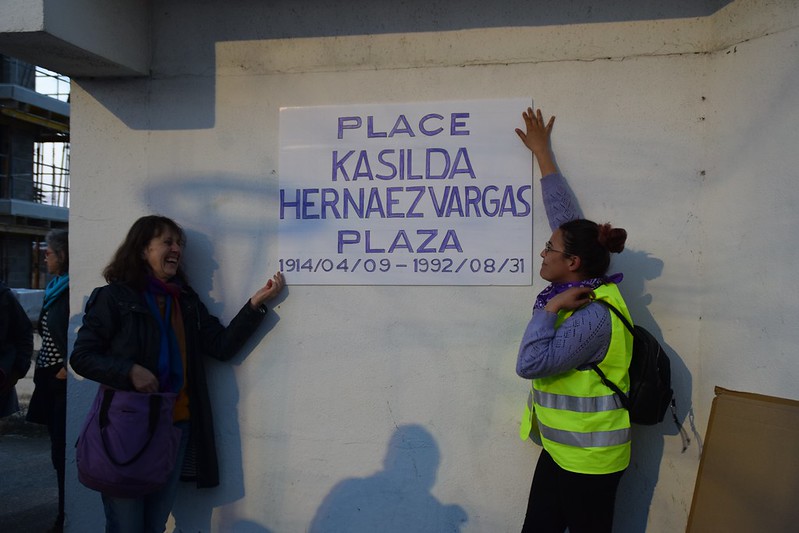 PLACE
KASILDA
HERNAEZ VARGAS
PLAZA
1914/04/09 - 1992/08/31